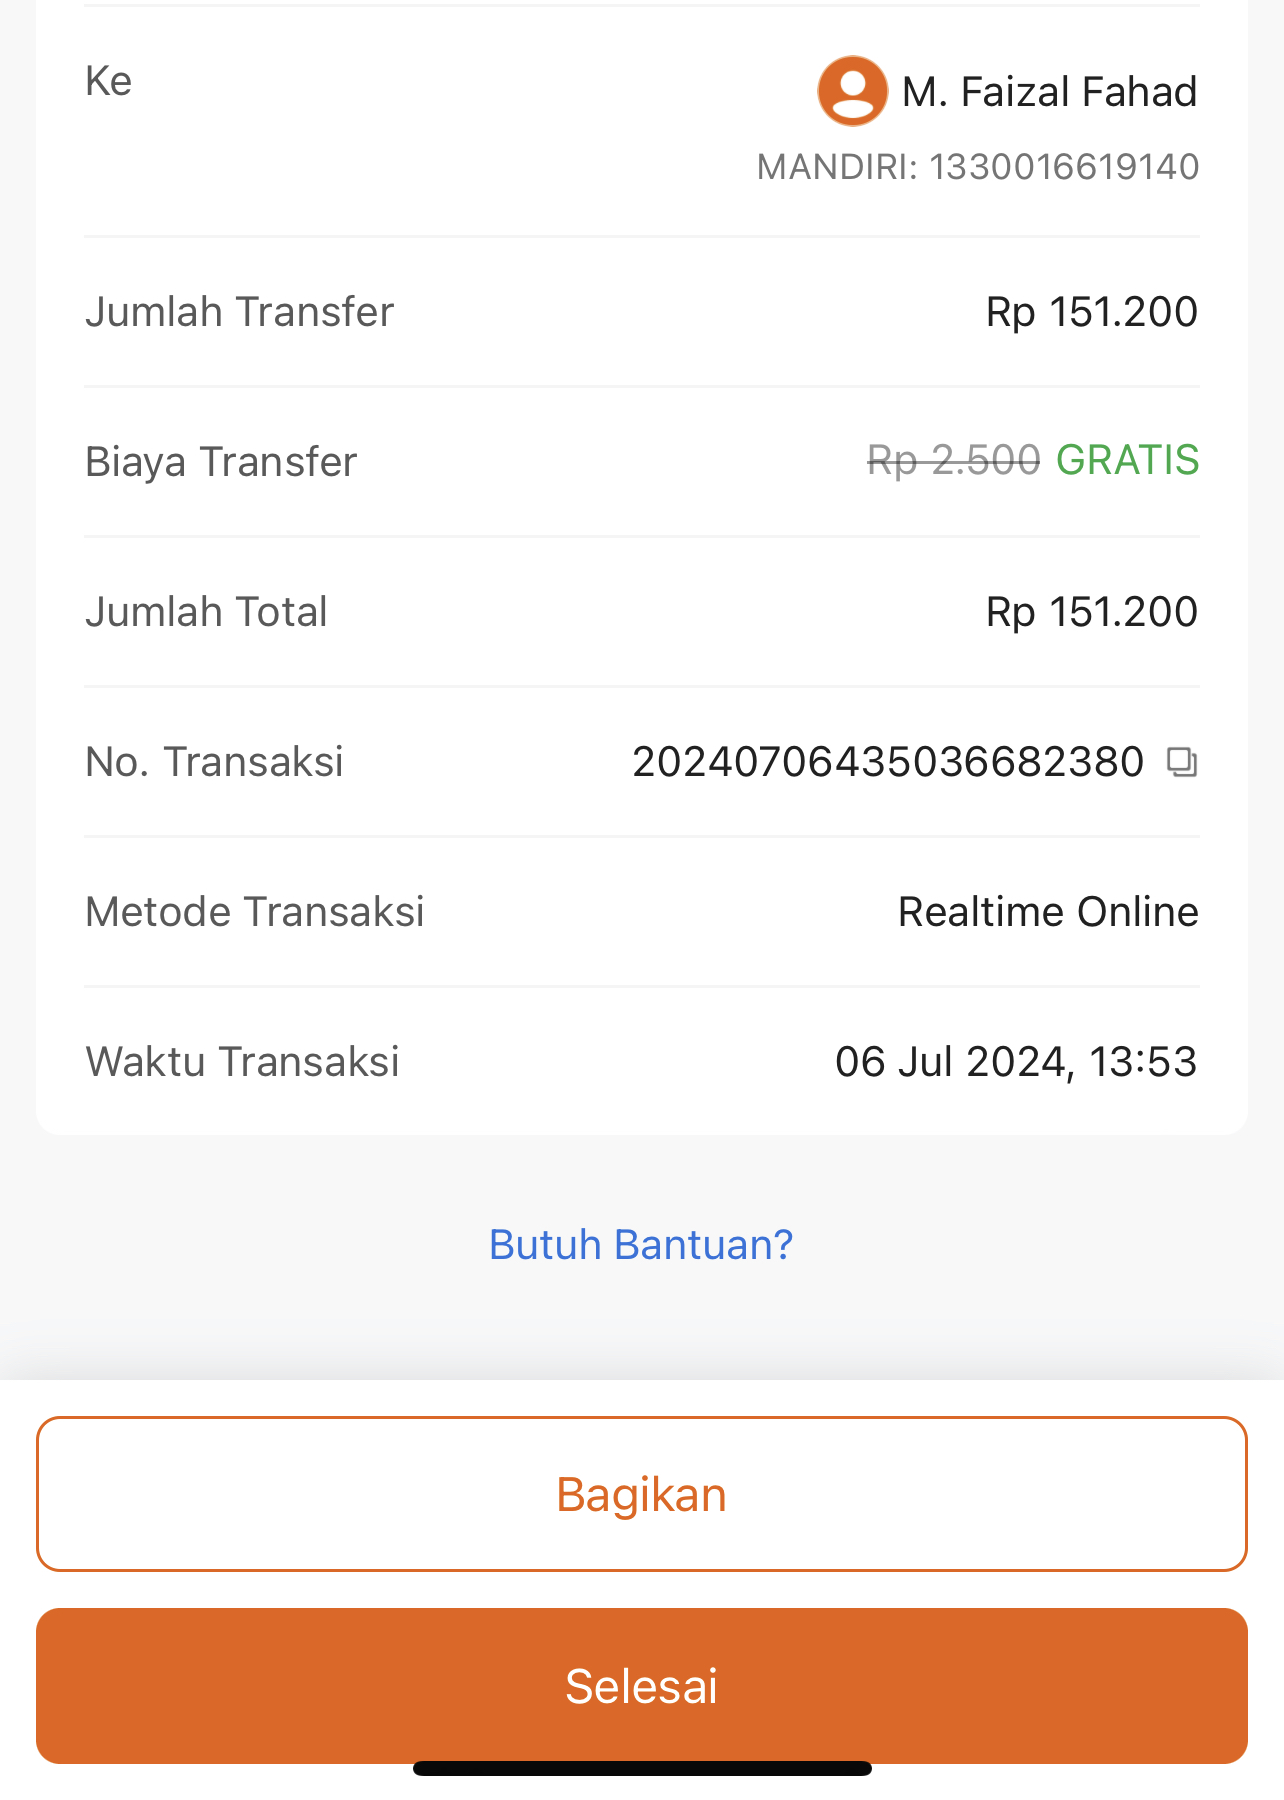 Ke
M. Faizal Fahad
MANDIRI: 1330016619140
Jumlah Transfer
Rp 151.200
Biaya Transfer
Rp 2.500 GRATIS
Jumlah Total
Rp 151.200
No. Transaksi
20240706435036682380
Metode Transaksi
Realtime Online
Waktu Transaksi
06 Jul 2024, 13:53
Butuh Bantuan?
Bagikan
Selesai